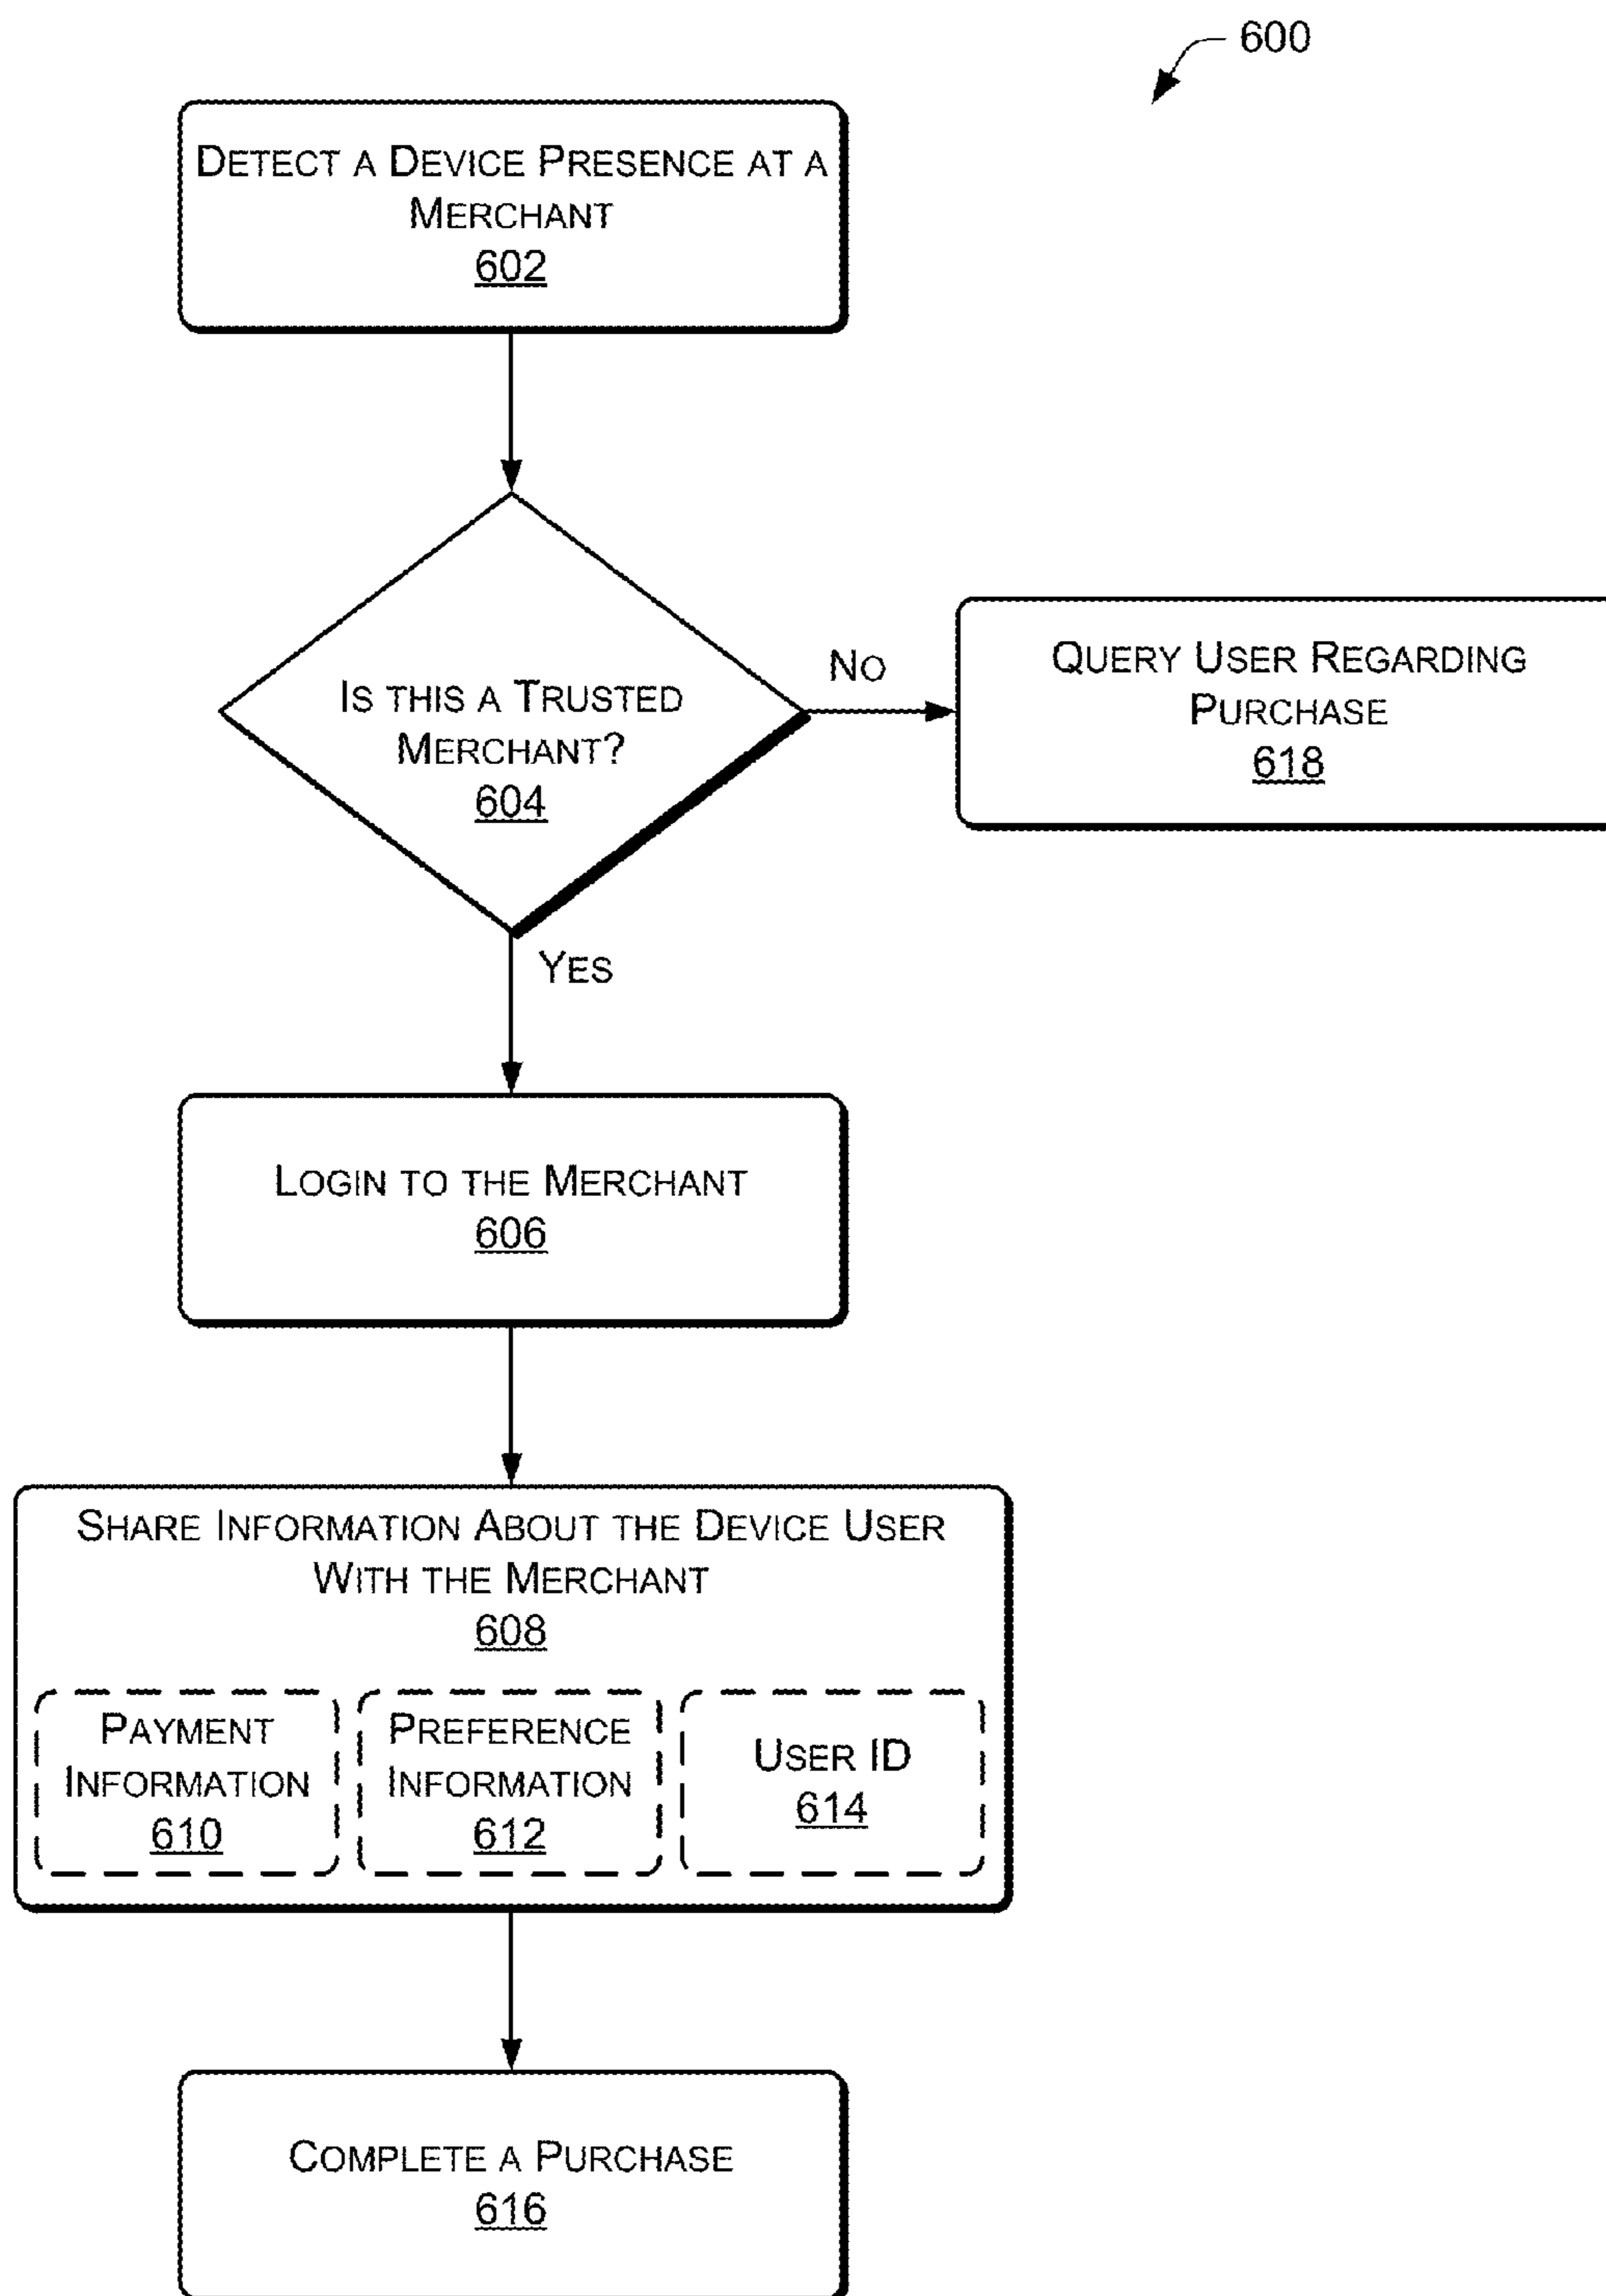 600
DETECT A DEVICE PRESENCE AT A
MERCHANT
602
IS THIS A TRUSTED
MERCHANT?
604
NO
QUERY USER REGARDING
PURCHASE
618
YES
LOGIN TO THE MERCHANT
606
SHARE INFORMATION ABOUT THE DEVICE USER
WITH THE MERCHANT
608
PAYMENT
INFORMATION
610
PREFERENCE
INFORMATION
612
USER ID
614
COMPLETE A PURCHASE
616